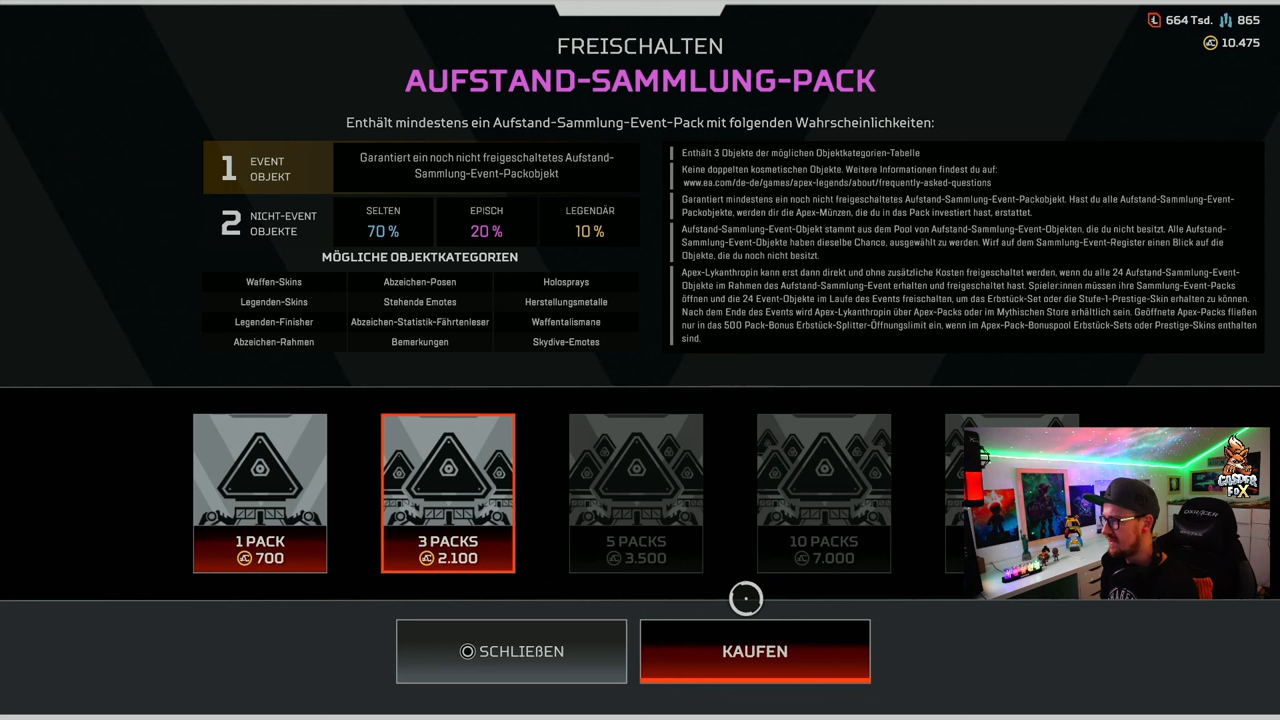 664 Tsd. 865
10.475
FREISCHALTEN
AUFSTAND-SAMMLUNG-PACK
Enthält mindestens ein Aufstand-Sammlung-Event-Pack mit folgenden Wahrscheinlichkeiten:
1 EVENT OBJEKT
Garantiert ein noch nicht freigeschaltetes Aufstand-
Sammlung-Event-Packobjekt
2 NICHT-EVENT OBJEKTE
SELTEN EPISCH LEGENDÄR
70 % 20 % 10 %
MÖGLICHE OBJEKTKATEGORIEN
Waffen-Skins Abzeichen-Posen Holosprays
Legenden-Skins Stehende Emotes Herstellungsmetalle
Legenden-Finisher Abzeichen-Statistik-Fährtenleser Waffentalismane
Abzeichen-Rahmen Bemerkungen Skydive-Emotes
Enthält 3 Objekte der möglichen Objektkategorien-Tabelle
Keine doppelten kosmetischen Objekte. Weitere Informationen findest du auf:
www.ea.com/de-de/games/apex-legends/about/frequently-asked-questions
Garantiert mindestens ein noch nicht freigeschaltetes Aufstand-Sammlung-Event-Packobjekt. Hast du alle Aufstand-Sammlung-Event-
Packobjekte, werden dir die Apex-Münzen, die du in das Pack investiert hast, erstattet.
Aufstand-Sammlung-Event-Objekt stammt aus dem Pool von Aufstand-Sammlung-Event-Objekten, die du nicht besitzt. Alle Aufstand-
Sammlung-Event-Objekte haben dieselbe Chance, ausgewählt zu werden. Wirf auf dem Sammlung-Event-Register einen Blick auf die
Objekte, die du noch nicht besitzt.
Apex-Lykanthropin kann erst dann direkt und ohne zusätzliche Kosten freigeschaltet werden, wenn du alle 24 Aufstand-Sammlung-Event-
Objekte im Rahmen des Aufstand-Sammlung-Event erhalten und freigeschaltet hast. Spieler:innen müssen ihre Sammlung-Event-Packs
öffnen und die 24 Event-Objekte im Laufe des Events freischalten, um das Erbstück-Set oder die Stufe-1-Prestige-Skin erhalten zu können.
Nach dem Ende des Events wird Apex-Lykanthropin über Apex-Packs oder im Mythischen Store erhältlich sein. Geöffnete Apex-Packs fließen
nur in das 500 Pack-Bonus Erbstück-Splitter-Öffnungslimit ein, wenn im Apex-Pack-Bonuspool Erbstück-Sets oder Prestige-Skins enthalten
sind.
1 PACK
700
3 PACKS
2.100
5 PACKS
3.500
10 PACKS
7.000
CASPER
FOX
DXRACER
SCHLIEẞEN
KAUFEN